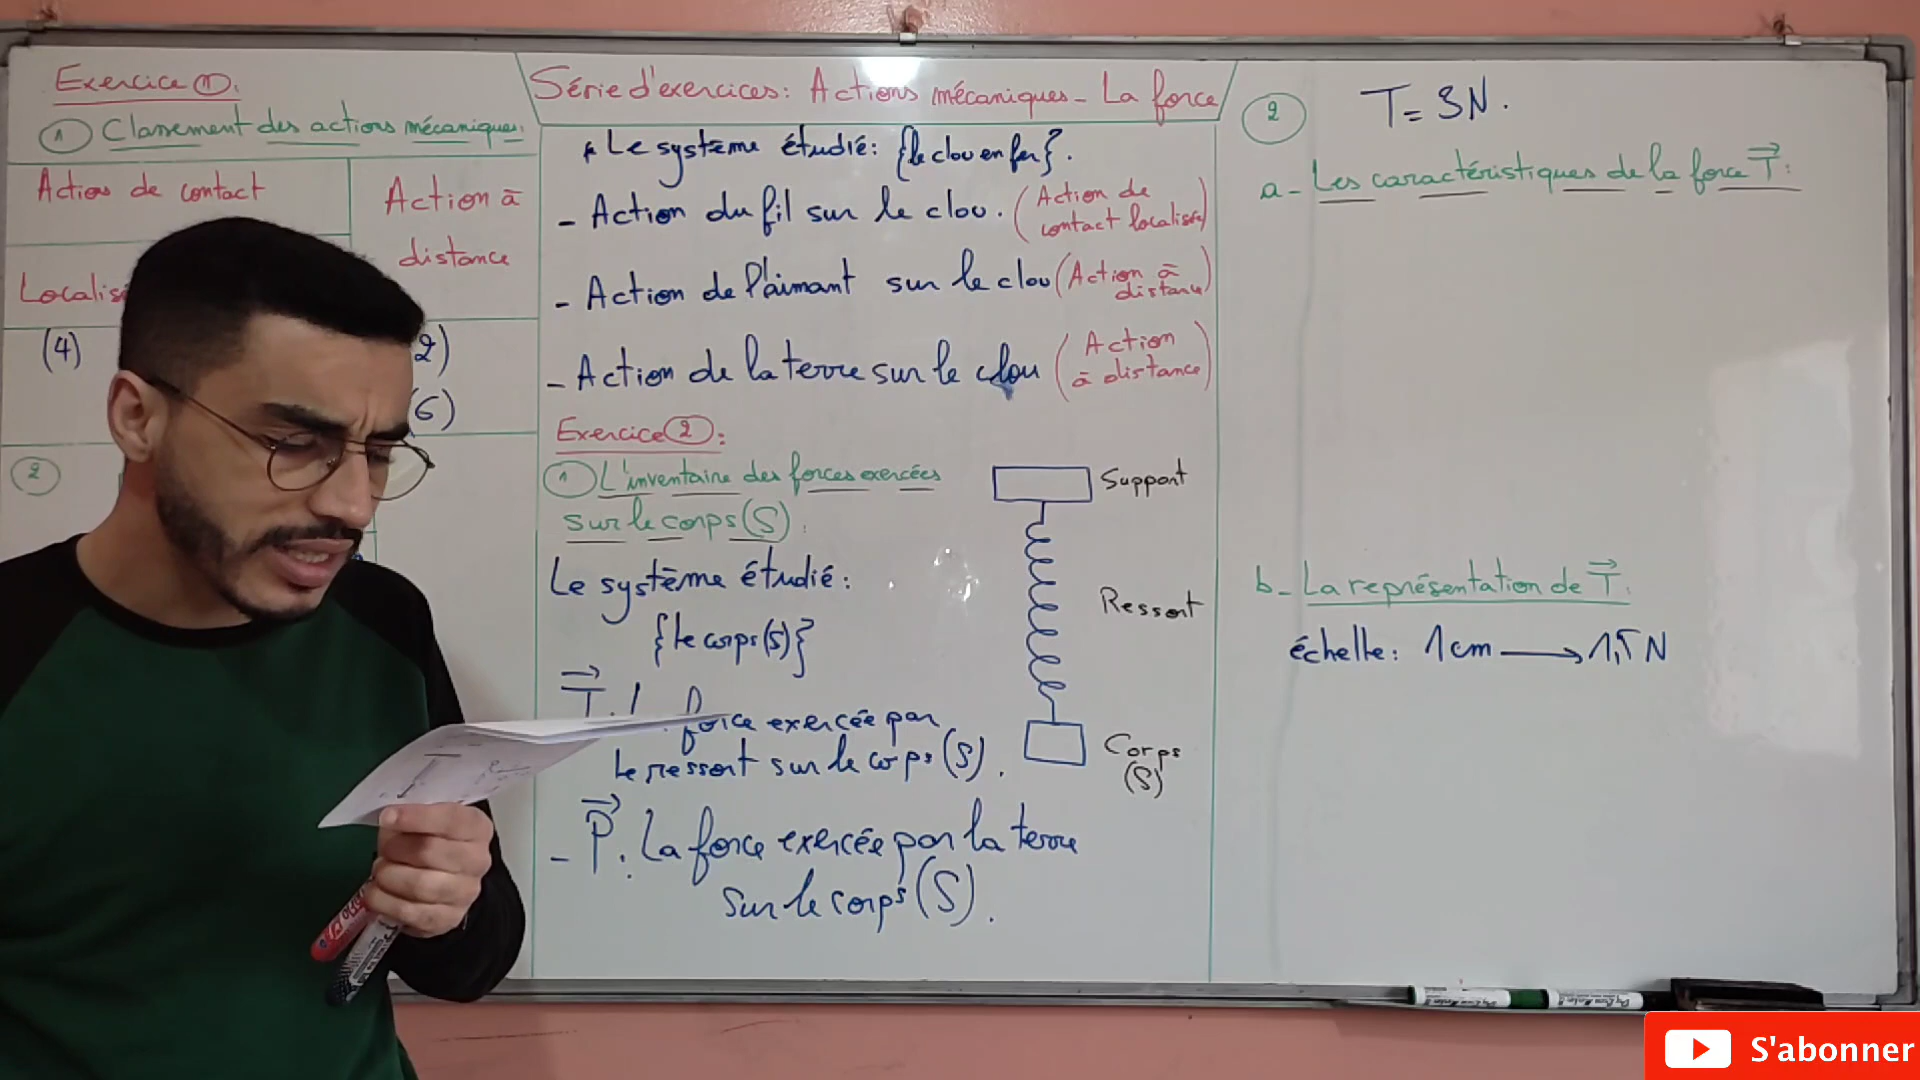 Exercice ①:
① Classement des actions mécaniques:
Action de contact
Action à
distance
Localisé
(4)
2)
6)
2
Série d'exercices: Actions mécaniques - La force
* Le système étudié: {le clou en fer}.
- Action du fil sur le clou. (Action de
contact localisée)
- Action de l'aimant sur le clou (Action à
distance)
- Action de la terre sur le clou (Action
à distance)
Exercice ②:
① L'inventaire des forces exercées
sur le corps (S):
Le système étudié:
{le corps (S)}
T: force exercée par
le ressort sur le corps (S).
- P: La force exercée par la terre
sur le corps (S).
Support
Ressort
Corps
(S)
② T = 3N.
a - Les caractéristiques de la force T:
b - La représentation de T:
échelle: 1 cm → 1,5 N
S'abonner